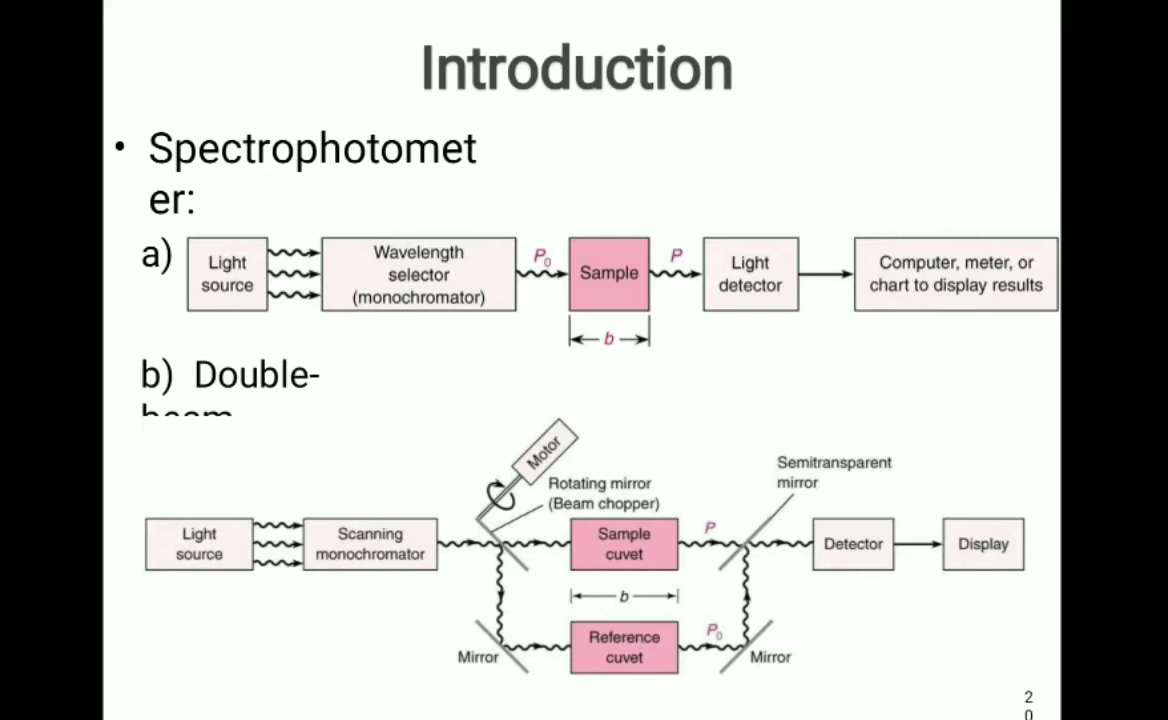 Introduction
• Spectrophotomet
er:
a)
Light
source
Wavelength
selector
(monochromator)
P₀
Sample
P
Light
detector
Computer, meter, or
chart to display results
b
b) Double-
beam
Motor
Rotating mirror
(Beam chopper)
Semitransparent
mirror
Light
source
Scanning
monochromator
Sample
cuvet
P
Detector
Display
b
Mirror
Reference
cuvet
P₀
Mirror
2
0